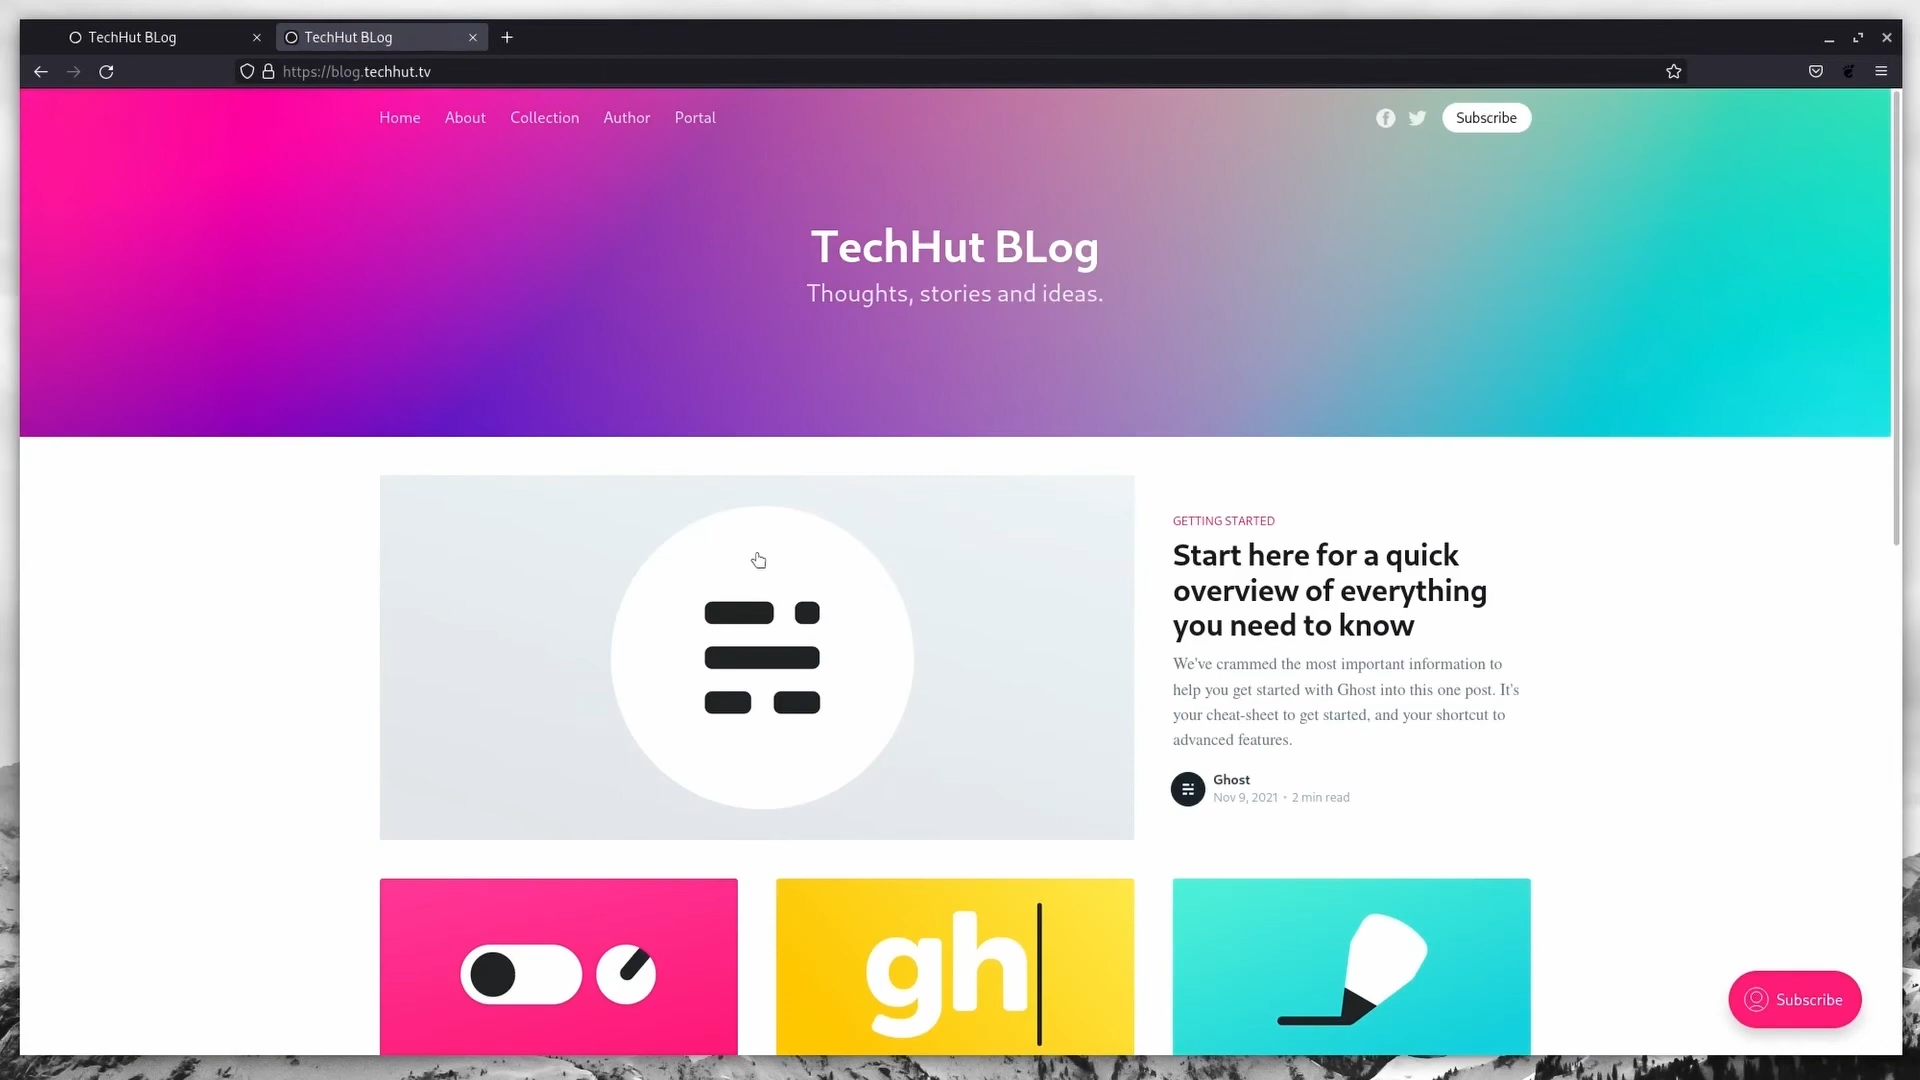 TechHut BLog
TechHut BLog
https://blog.techhut.tv
Home About Collection Author Portal
Subscribe
TechHut BLog
Thoughts, stories and ideas.
GETTING STARTED
Start here for a quick
overview of everything
you need to know
We've crammed the most important information to
help you get started with Ghost into this one post. It's
your cheat-sheet to get started, and your shortcut to
advanced features.
Ghost
Nov 9, 2021 • 2 min read
gh
Subscribe